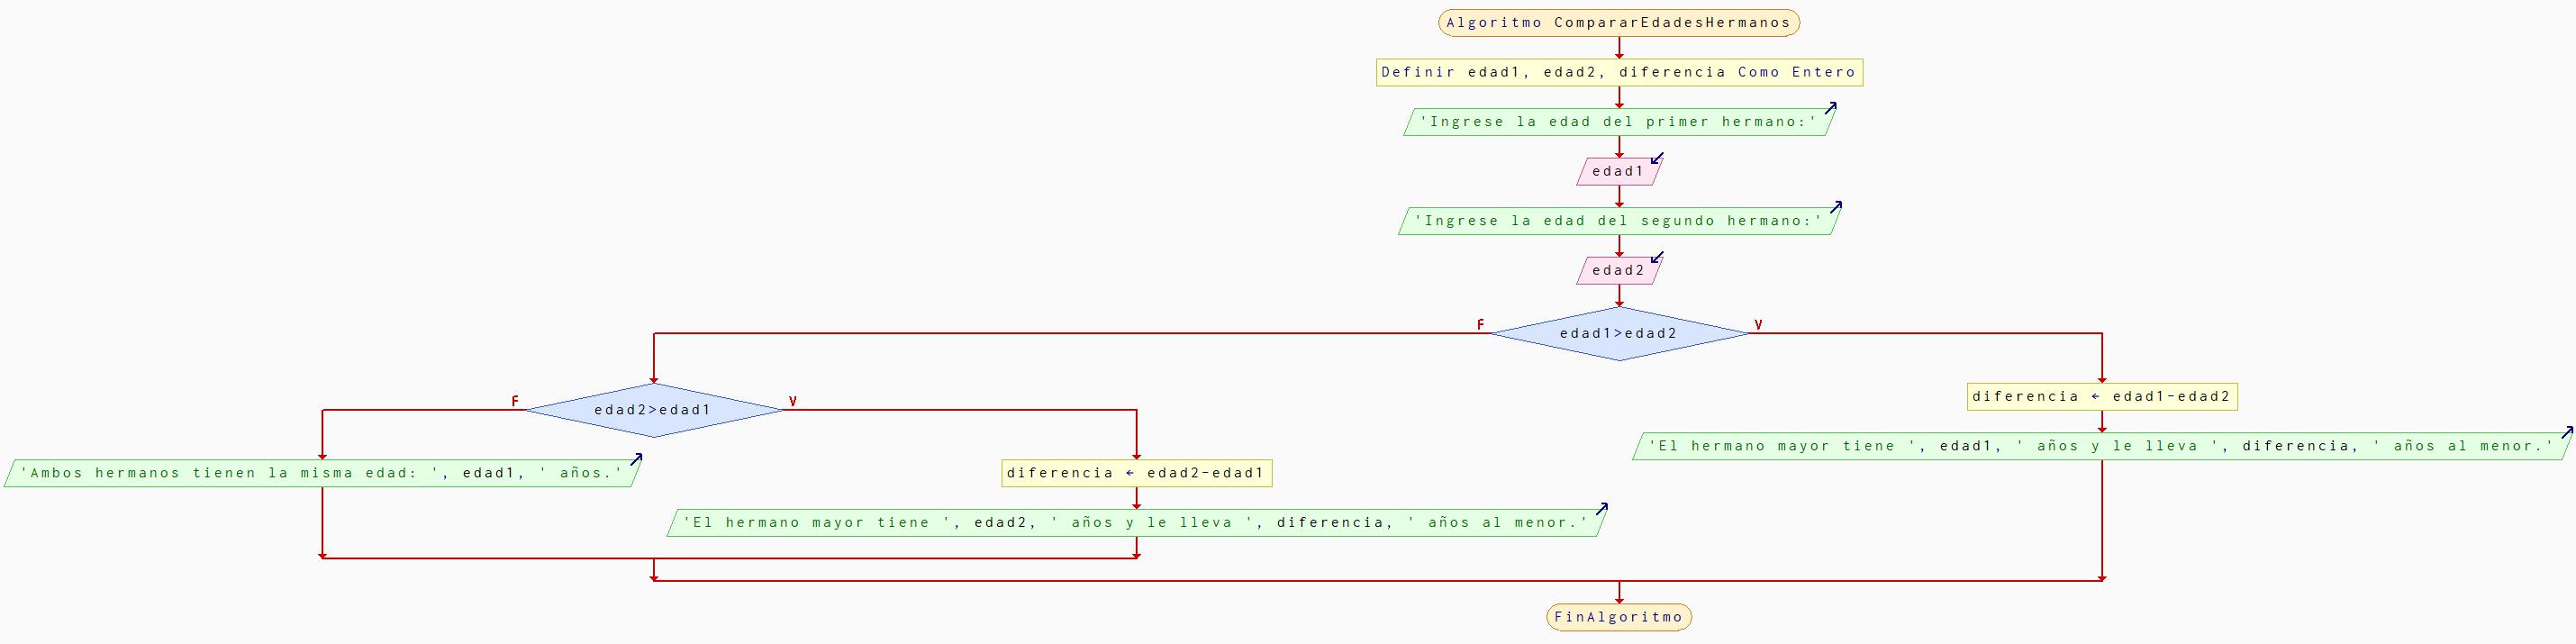 Algoritmo CompararEdadesHermanos
Definir edad1, edad2, diferencia Como Entero
'Ingrese la edad del primer hermano:'
edad1
'Ingrese la edad del segundo hermano:'
edad2
edad1>edad2
F
V
edad2>edad1
F
V
diferencia ← edad1-edad2
'El hermano mayor tiene ', edad1, ' años y le lleva ', diferencia, ' años al menor.'
'Ambos hermanos tienen la misma edad: ', edad1, ' años.'
diferencia ← edad2-edad1
'El hermano mayor tiene ', edad2, ' años y le lleva ', diferencia, ' años al menor.'
FinAlgoritmo